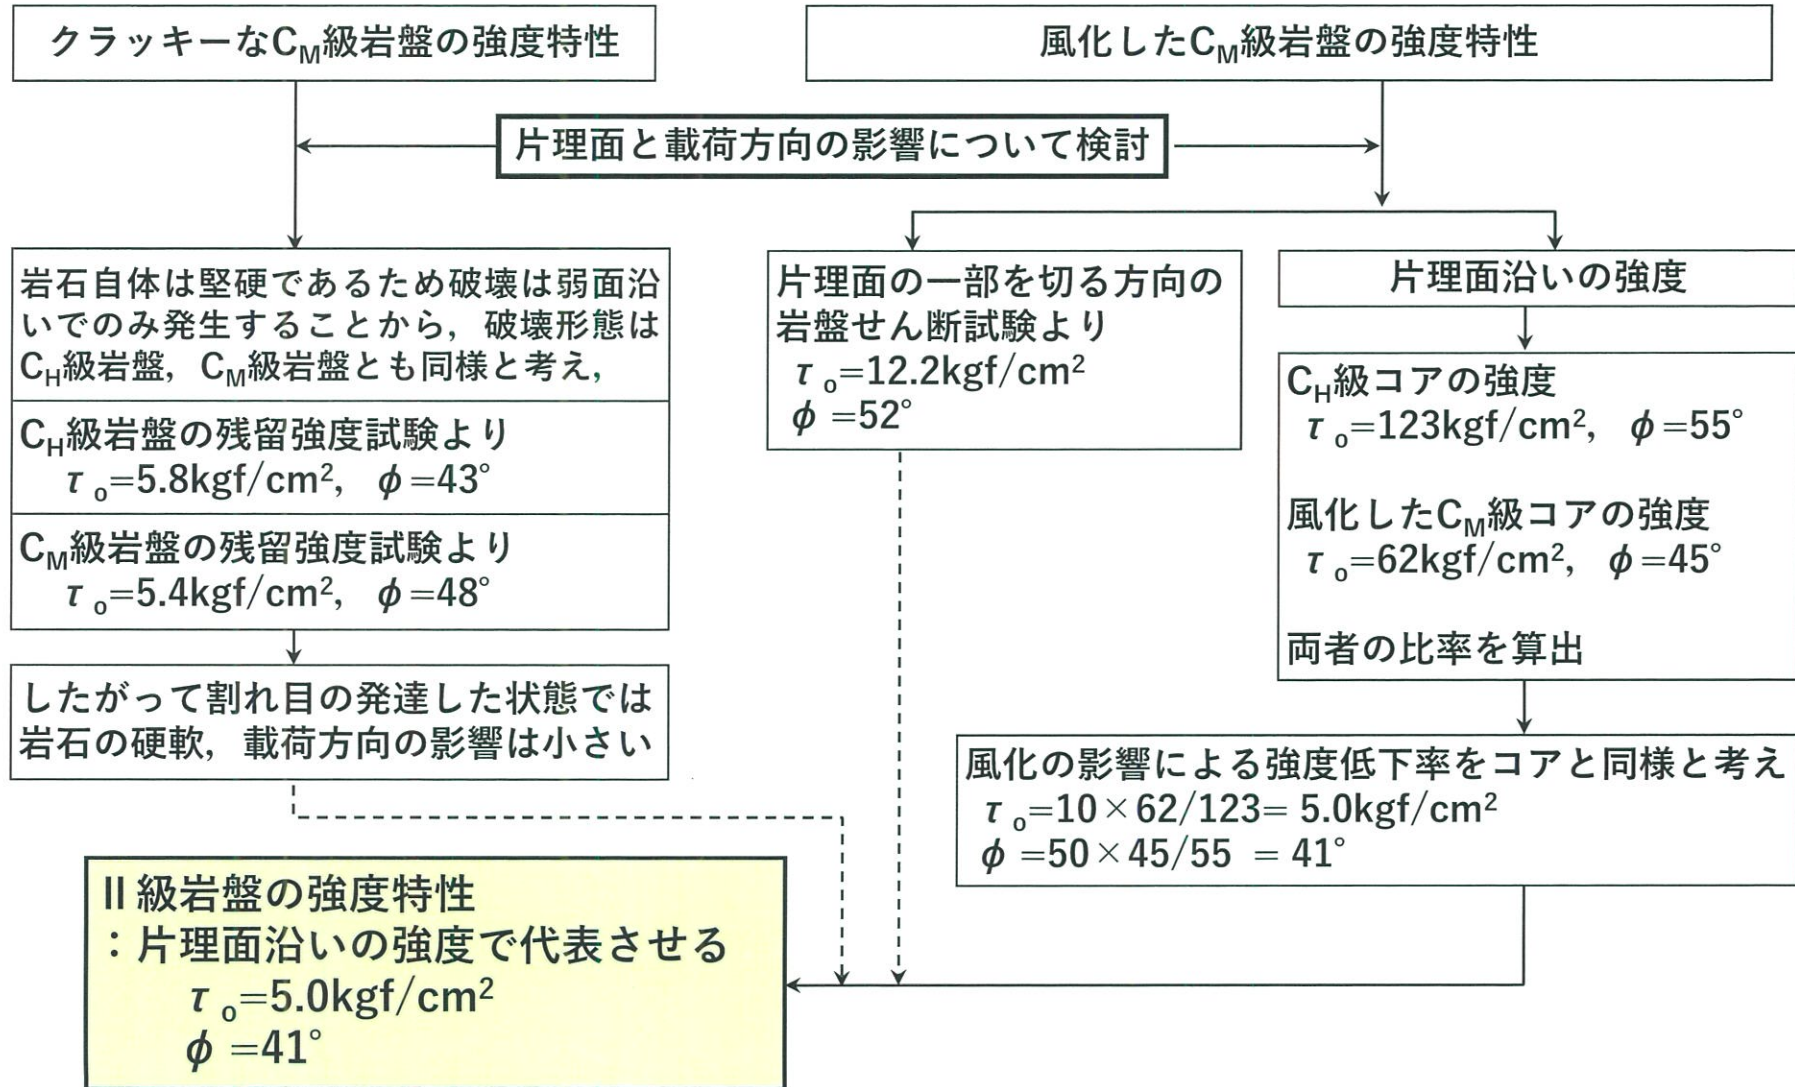 クラッキーなCM級岩盤の強度特性
風化したCM級岩盤の強度特性
片理面と載荷方向の影響について検討
岩石自体は堅硬であるため破壊は弱面沿
いでのみ発生することから，破壊形態は
CH級岩盤，CM級岩盤とも同様と考え，
CH級岩盤の残留強度試験より
τo=5.8kgf/cm²，φ=43°
CM級岩盤の残留強度試験より
τo=5.4kgf/cm²，φ=48°
したがって割れ目の発達した状態では
岩石の硬軟，載荷方向の影響は小さい
片理面の一部を切る方向の
岩盤せん断試験より
τo=12.2kgf/cm²
φ=52°
片理面沿いの強度
CH級コアの強度
τo=123kgf/cm²，φ=55°
風化したCM級コアの強度
τo=62kgf/cm²，φ=45°
両者の比率を算出
風化の影響による強度低下率をコアと同様と考え
τo=10×62/123= 5.0kgf/cm²
φ=50×45/55 = 41°
Ⅱ級岩盤の強度特性
：片理面沿いの強度で代表させる
τo=5.0kgf/cm²
φ=41°